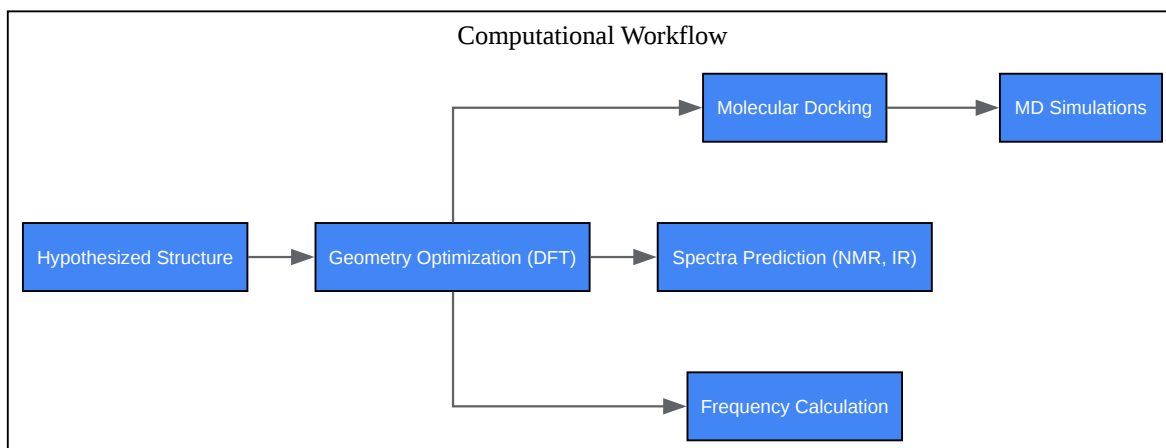 Computational Workflow
Molecular Docking
MD Simulations
Hypothesized Structure
Geometry Optimization (DFT)
Spectra Prediction (NMR, IR)
Frequency Calculation